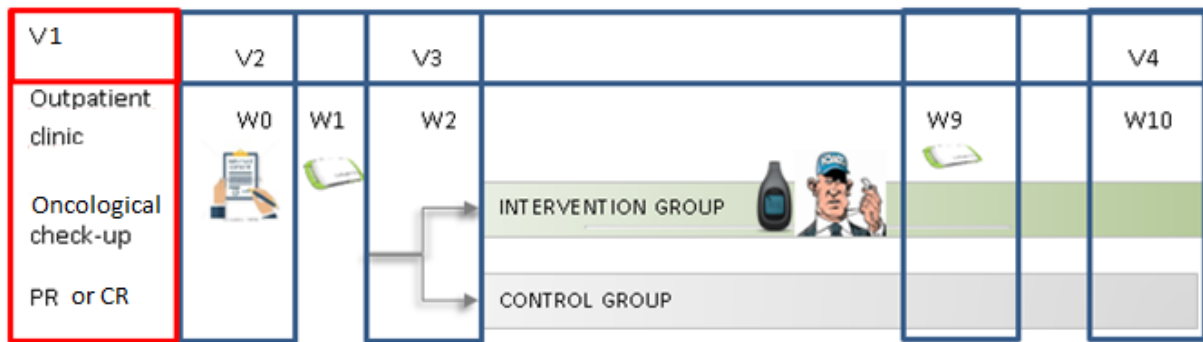 V1
V2
V3
V4
Outpatient
clinic
W0
W1
W2
W9
W10
Oncological
check-up
INTERVENTION GROUP
PR or CR
CONTROL GROUP